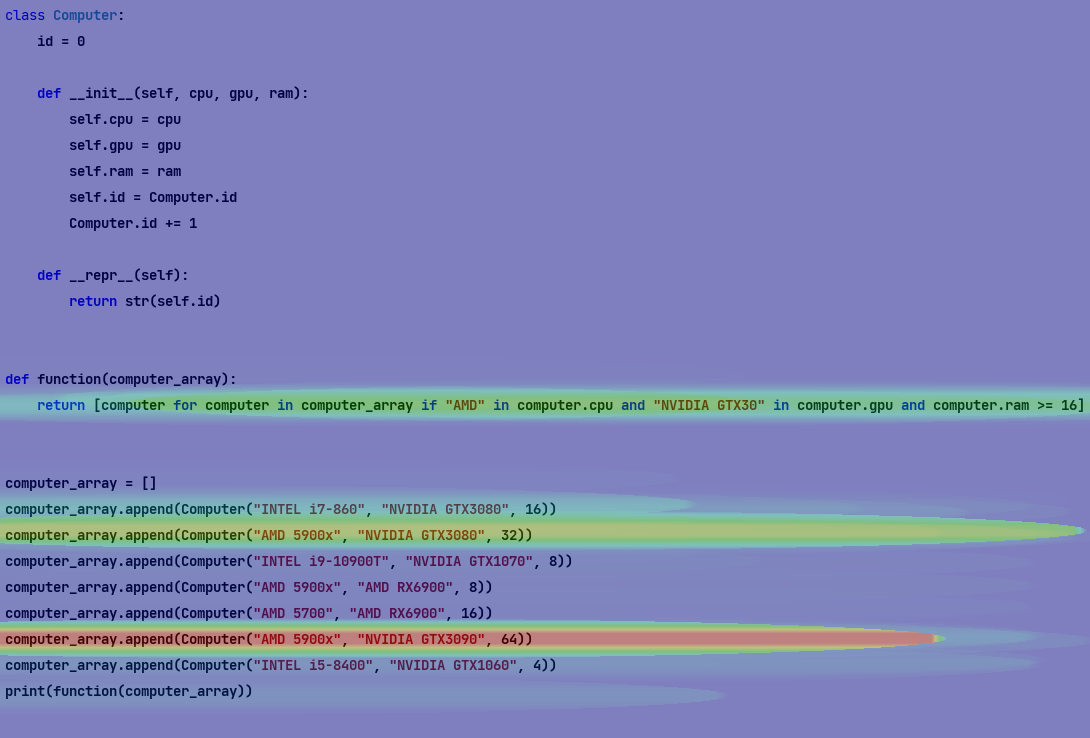 class Computer:
    id = 0

    def __init__(self, cpu, gpu, ram):
        self.cpu = cpu
        self.gpu = gpu
        self.ram = ram
        self.id = Computer.id
        Computer.id += 1

    def __repr__(self):
        return str(self.id)


def function(computer_array):
    return [computer for computer in computer_array if "AMD" in computer.cpu and "NVIDIA GTX30" in computer.gpu and computer.ram >= 16]


computer_array = []
computer_array.append(Computer("INTEL i7-860", "NVIDIA GTX3080", 16))
computer_array.append(Computer("AMD 5900x", "NVIDIA GTX3080", 32))
computer_array.append(Computer("INTEL i9-10900T", "NVIDIA GTX1070", 8))
computer_array.append(Computer("AMD 5900x", "AMD RX6900", 8))
computer_array.append(Computer("AMD 5700", "AMD RX6900", 16))
computer_array.append(Computer("AMD 5900x", "NVIDIA GTX3090", 64))
computer_array.append(Computer("INTEL i5-8400", "NVIDIA GTX1060", 4))
print(function(computer_array))